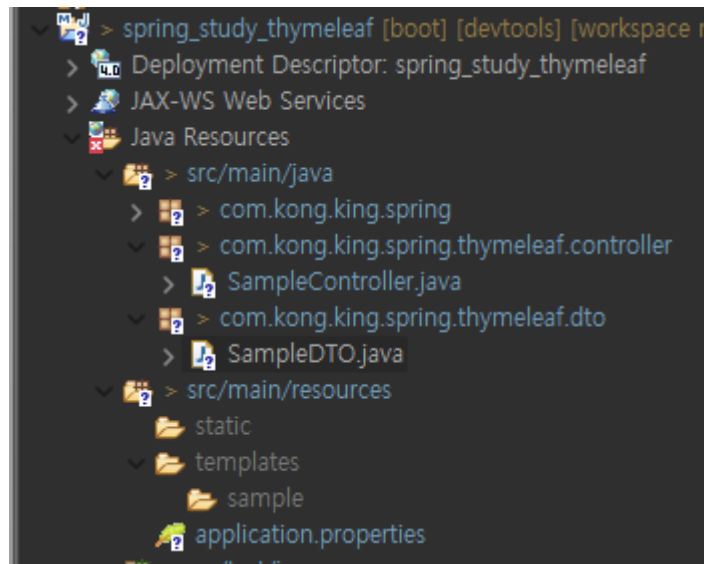 > spring_study_thymeleaf [boot] [devtools] [workspace
> Deployment Descriptor: spring_study_thymeleaf
> JAX-WS Web Services
Java Resources
> src/main/java
> > com.kong.king.spring
> com.kong.king.spring.thymeleaf.controller
> SampleController.java
> com.kong.king.spring.thymeleaf.dto
> SampleDTO.java
> src/main/resources
static
templates
sample
application.properties